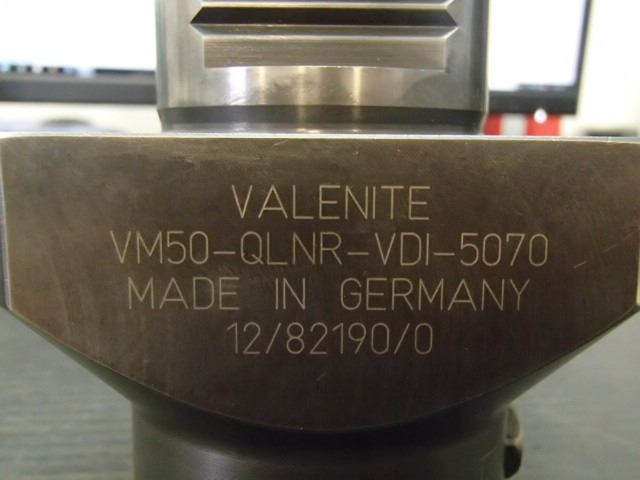 VALENITE
VM50-QLNR-VDI-5070
MADE IN GERMANY
12/82190/0